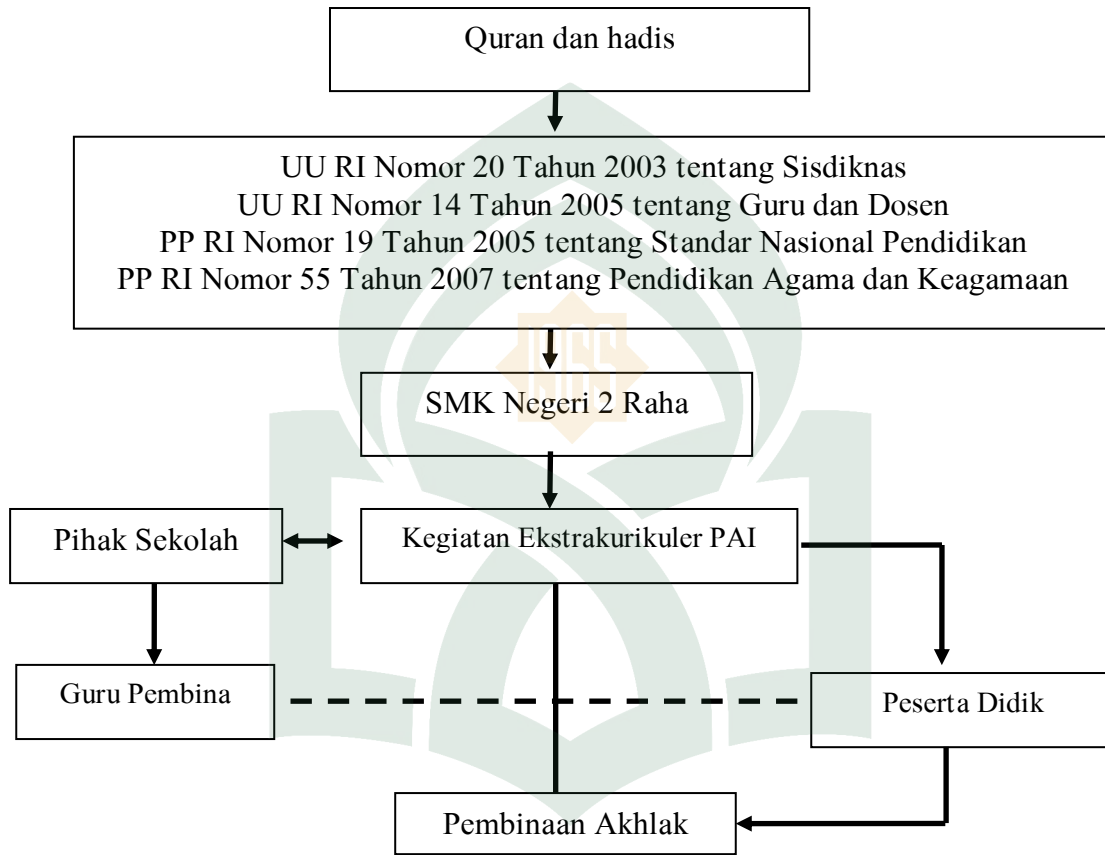 Quran dan hadis
UU RI Nomor 20 Tahun 2003 tentang Sisdiknas
UU RI Nomor 14 Tahun 2005 tentang Guru dan Dosen
PP RI Nomor 19 Tahun 2005 tentang Standar Nasional Pendidikan
PP RI Nomor 55 Tahun 2007 tentang Pendidikan Agama dan Keagamaan
SMK Negeri 2 Raha
Pihak Sekolah
Kegiatan Ekstrakurikuler PAI
Guru Pembina
Peserta Didik
Pembinaan Akhlak